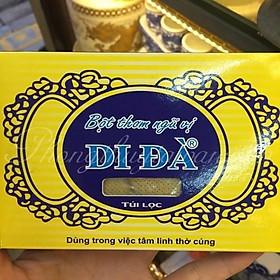 Bột thơm ngũ vị
DI ĐÀ®
TÚI LỌC
Dùng trong việc tâm linh thờ cúng